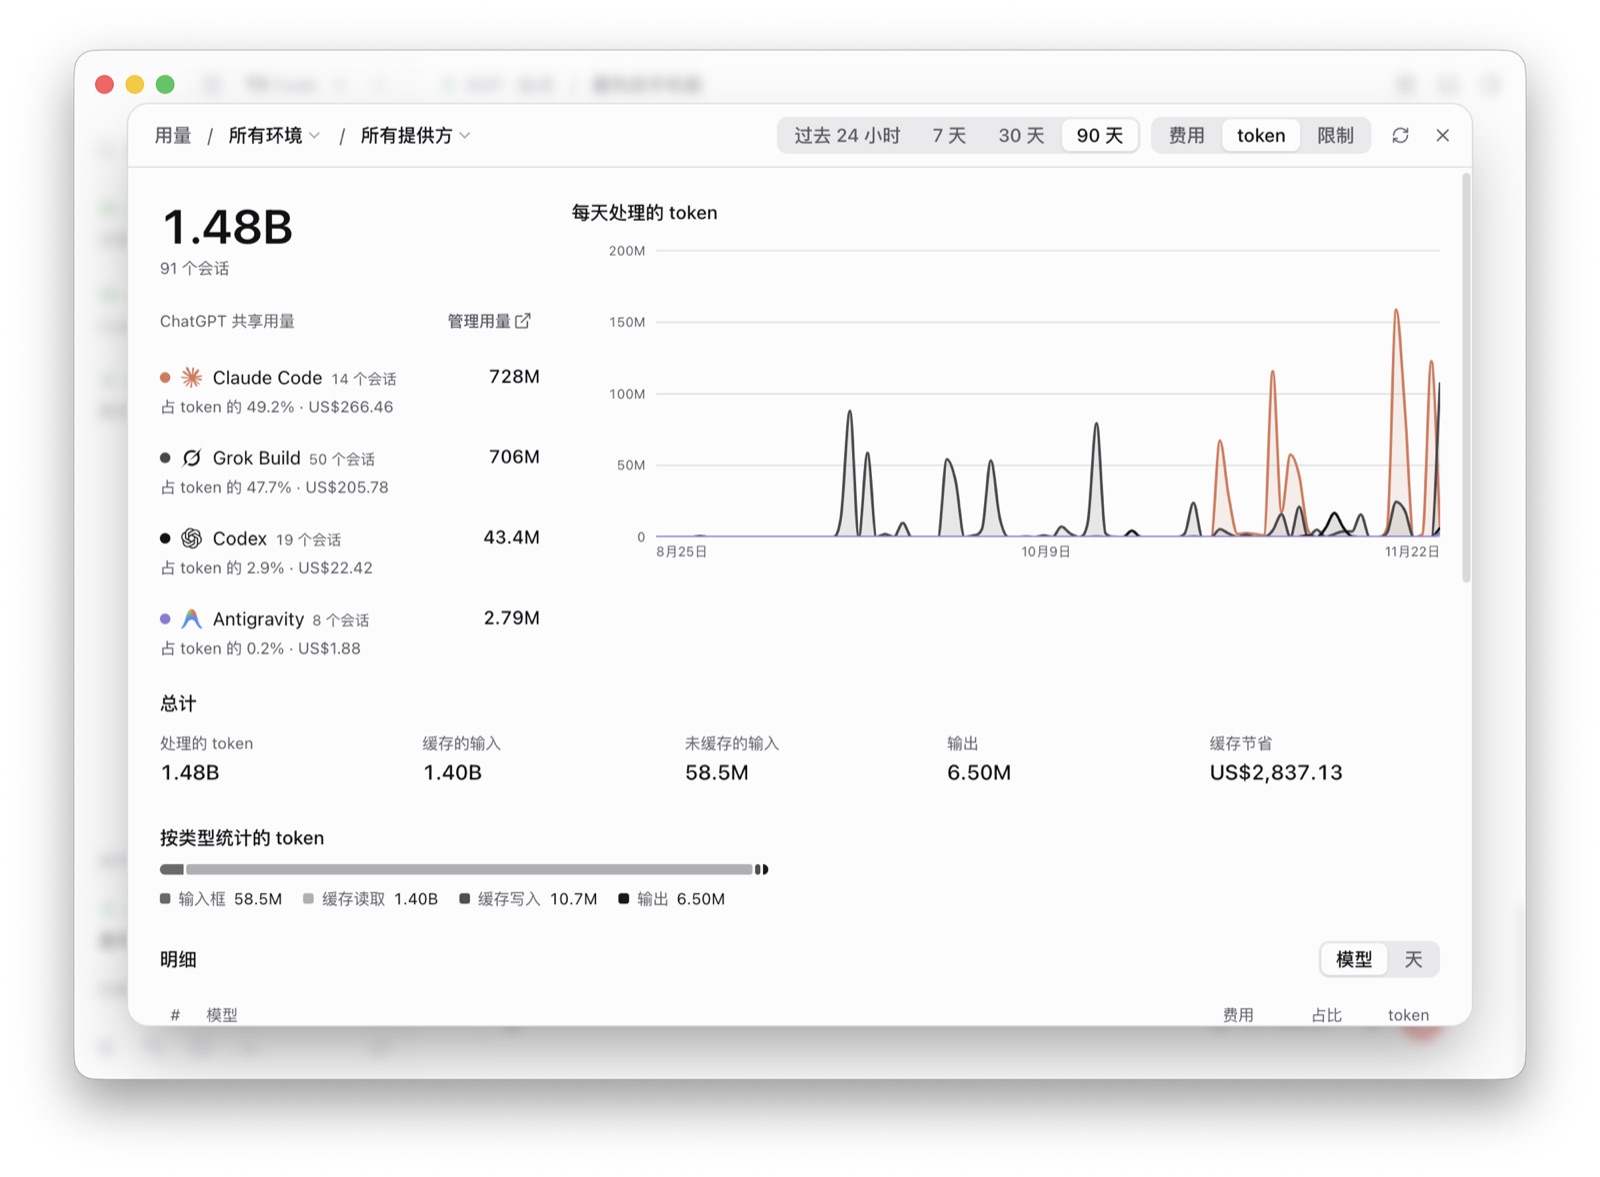 用量 / 所有环境 / 所有提供方
过去 24 小时 7 天 30 天 90 天 费用 token 限制
1.48B
91 个会话
ChatGPT 共享用量 管理用量
Claude Code 14 个会话 728M
占 token 的 49.2% · US$266.46
Grok Build 50 个会话 706M
占 token 的 47.7% · US$205.78
Codex 19 个会话 43.4M
占 token 的 2.9% · US$22.42
Antigravity 8 个会话 2.79M
占 token 的 0.2% · US$1.88
每天处理的 token
200M
150M
100M
50M
0
8月25日 10月9日 11月22日
总计
处理的 token 缓存的输入 未缓存的输入 输出 缓存节省
1.48B 1.40B 58.5M 6.50M US$2,837.13
按类型统计的 token
输入框 58.5M 缓存读取 1.40B 缓存写入 10.7M 输出 6.50M
明细 模型 天
# 模型 费用 占比 token